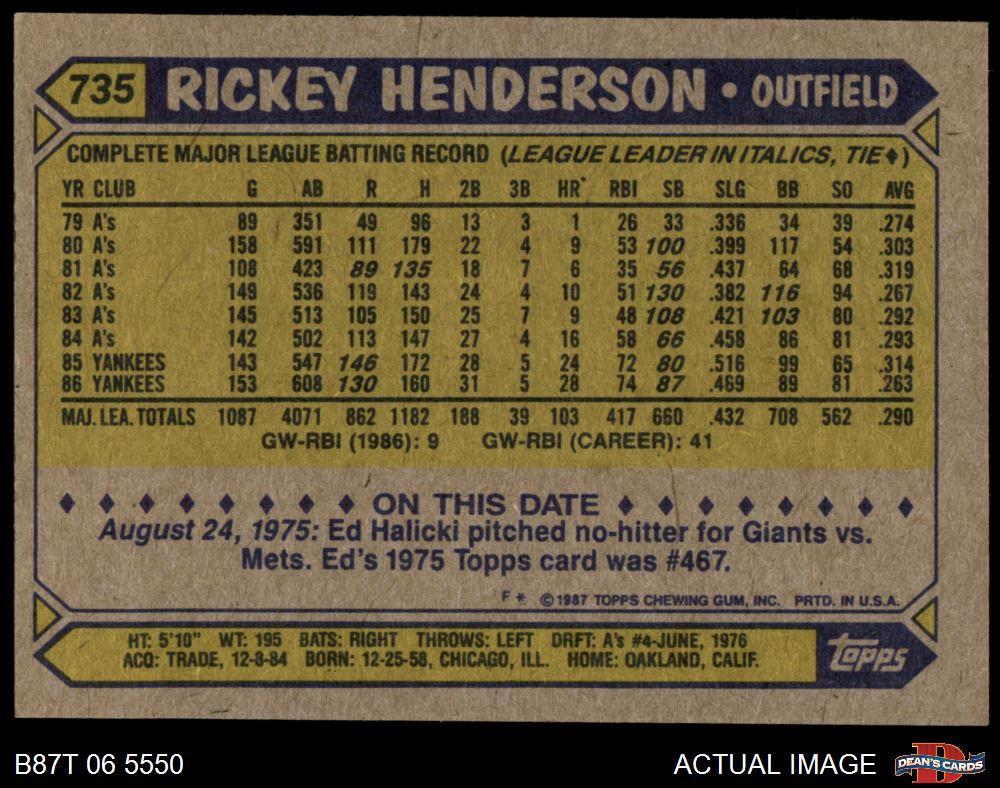 735 RICKEY HENDERSON • OUTFIELD
COMPLETE MAJOR LEAGUE BATTING RECORD (LEAGUE LEADER IN ITALICS, TIE♦)
YR CLUB G AB R H 2B 3B HR* RBI SB SLG BB SO AVG
79 A's 89 351 49 96 13 3 1 26 33 .336 34 39 .274
80 A's 158 591 111 179 22 4 9 53 100 .399 117 54 .303
81 A's 108 423 89 135 18 7 6 35 56 .437 64 68 .319
82 A's 149 536 119 143 24 4 10 51 130 .382 116 94 .267
83 A's 145 513 105 150 25 7 9 48 108 .421 103 80 .292
84 A's 142 502 113 147 27 4 16 58 66 .458 86 81 .293
85 YANKEES 143 547 146 172 28 5 24 72 80 .516 99 65 .314
86 YANKEES 153 608 130 160 31 5 28 74 87 .469 89 81 .263
MAJ. LEA. TOTALS 1087 4071 862 1182 188 39 103 417 660 .432 708 562 .290
GW-RBI (1986): 9 GW-RBI (CAREER): 41
♦ ♦ ♦ ♦ ♦ ♦ ♦ ♦ ON THIS DATE ♦ ♦ ♦ ♦ ♦ ♦ ♦ ♦
August 24, 1975: Ed Halicki pitched no-hitter for Giants vs.
Mets. Ed's 1975 Topps card was #467.
F * © 1987 TOPPS CHEWING GUM, INC. PRTD. IN U.S.A.
HT: 5'10" WT: 195 BATS: RIGHT THROWS: LEFT DRFT: A's #4-JUNE, 1976
ACQ: TRADE, 12-8-84 BORN: 12-25-58, CHICAGO, ILL. HOME: OAKLAND, CALIF.
Topps
B87T 06 5550 ACTUAL IMAGE
D
DEAN'S CARDS